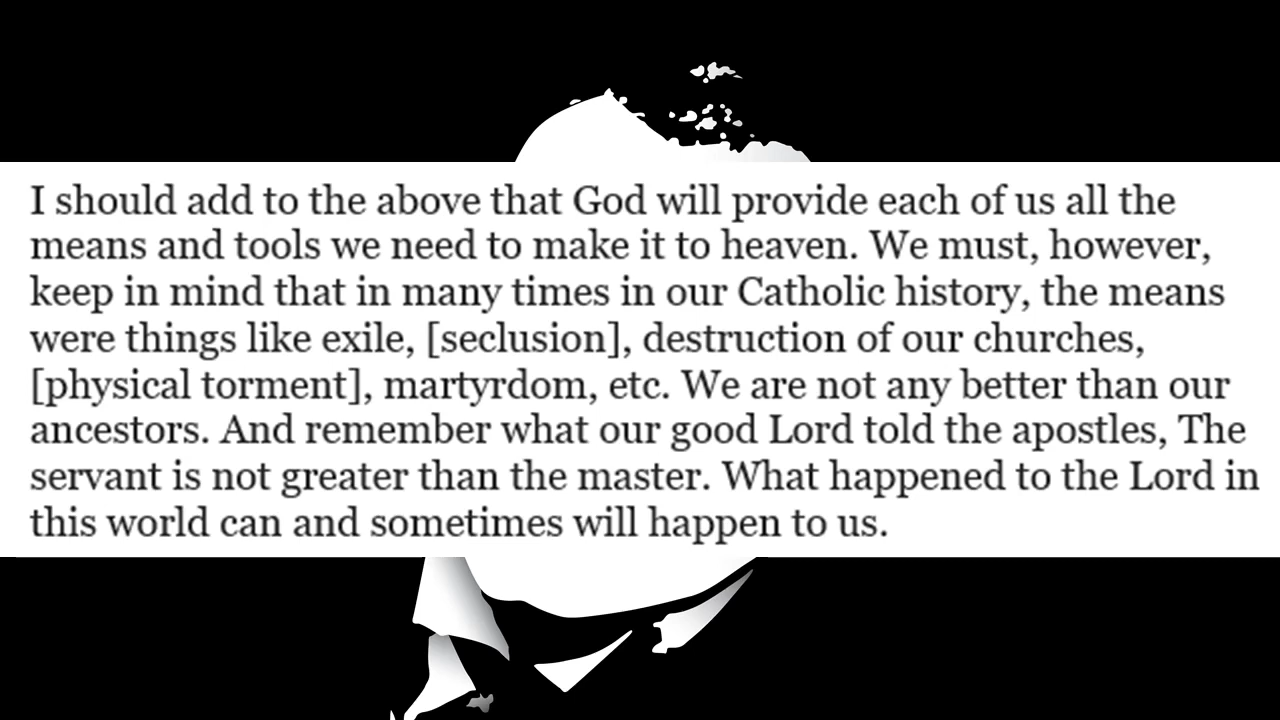 I should add to the above that God will provide each of us all the
means and tools we need to make it to heaven. We must, however,
keep in mind that in many times in our Catholic history, the means
were things like exile, [seclusion], destruction of our churches,
[physical torment], martyrdom, etc. We are not any better than our
ancestors. And remember what our good Lord told the apostles, The
servant is not greater than the master. What happened to the Lord in
this world can and sometimes will happen to us.